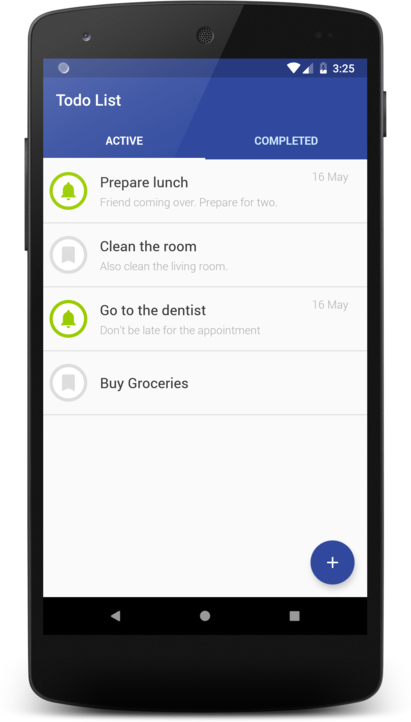 3:25
Todo List
ACTIVE COMPLETED
Prepare lunch 16 May
Friend coming over. Prepare for two.
Clean the room
Also clean the living room.
Go to the dentist 16 May
Don't be late for the appointment
Buy Groceries
+